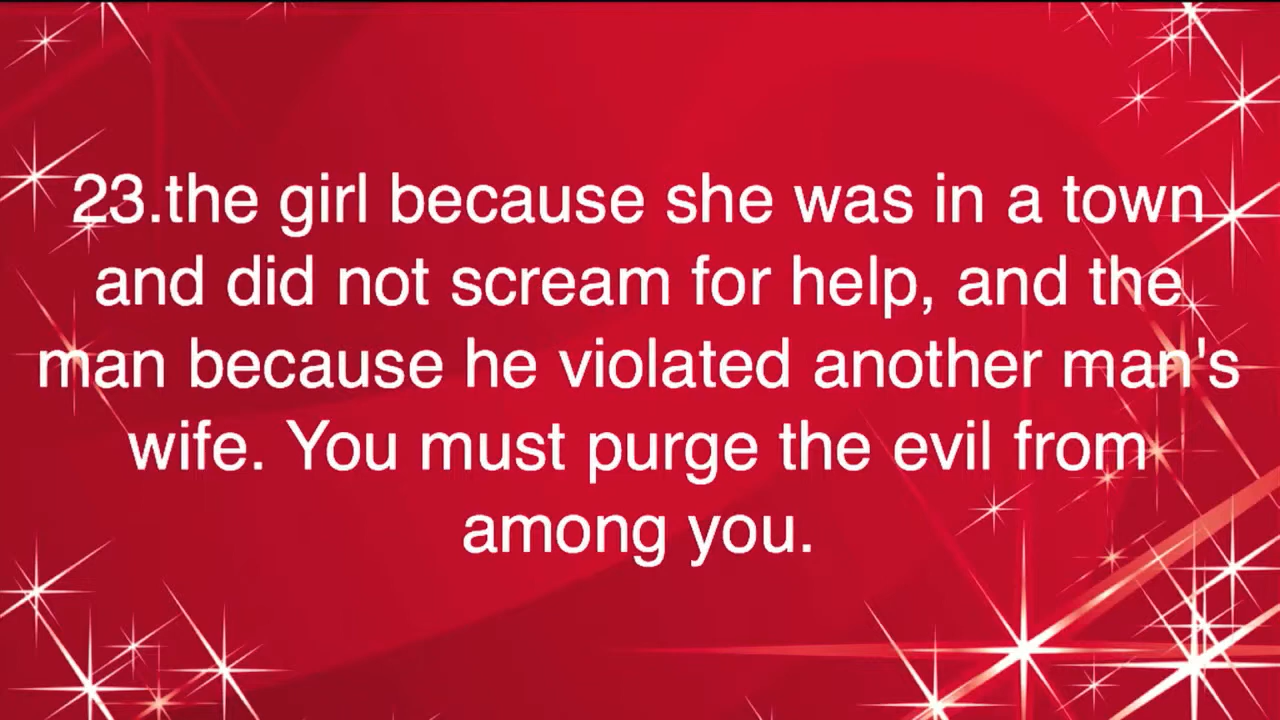 23.the girl because she was in a town
and did not scream for help, and the
man because he violated another man's
wife. You must purge the evil from
among you.